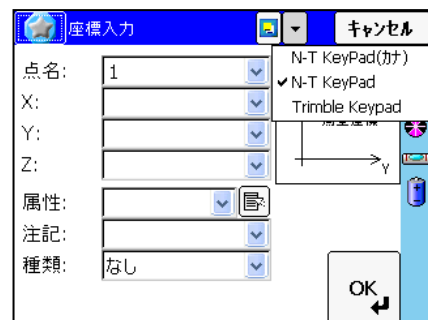 座標入力
キャンセル
N-T KeyPad(カナ)
N-T KeyPad
Trimble Keypad
点名:
1
X:
Y:
Z:
Y
属性:
注記:
種類:
なし
OK